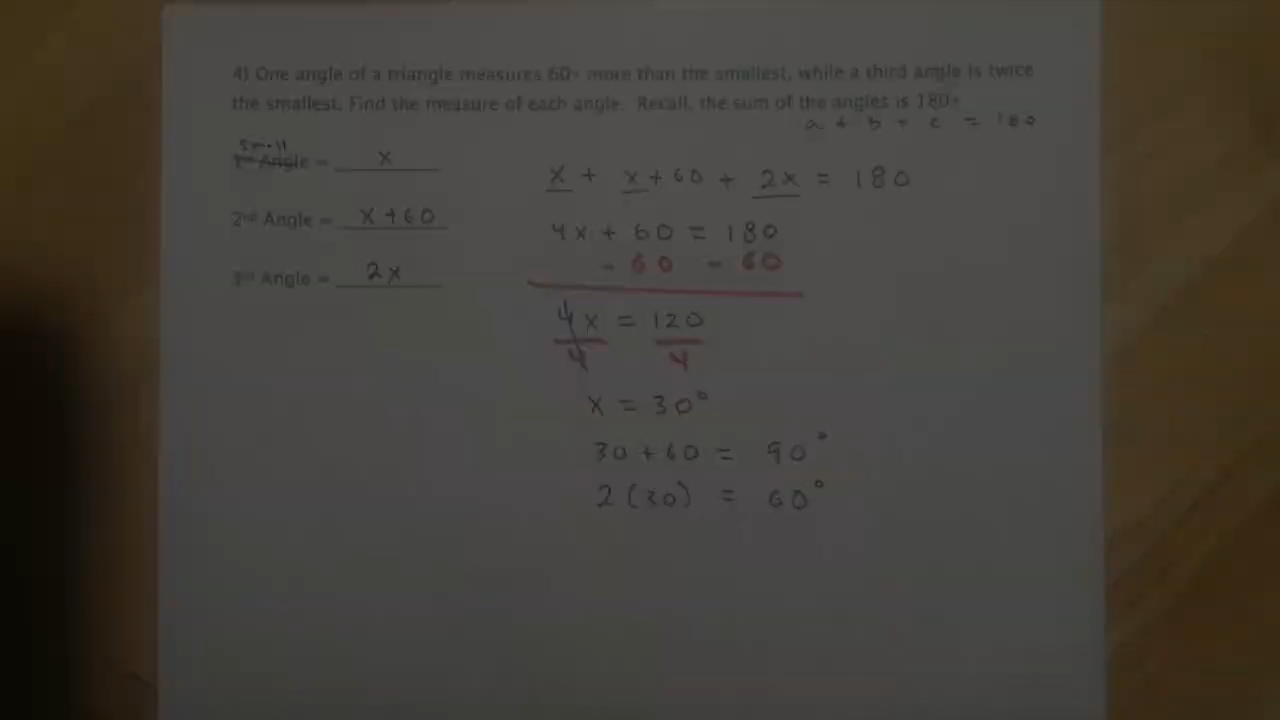 4) One angle of a triangle measures 60° more than the smallest, while a third angle is twice
the smallest. Find the measure of each angle. Recall, the sum of the angles is 180°
a + b + c = 180
Small
1st Angle = x
2nd Angle = x + 60
3rd Angle = 2x
x + x + 60 + 2x = 180
4x + 60 = 180
- 60 - 60
4x = 120
4 4
x = 30°
30 + 60 = 90°
2(30) = 60°